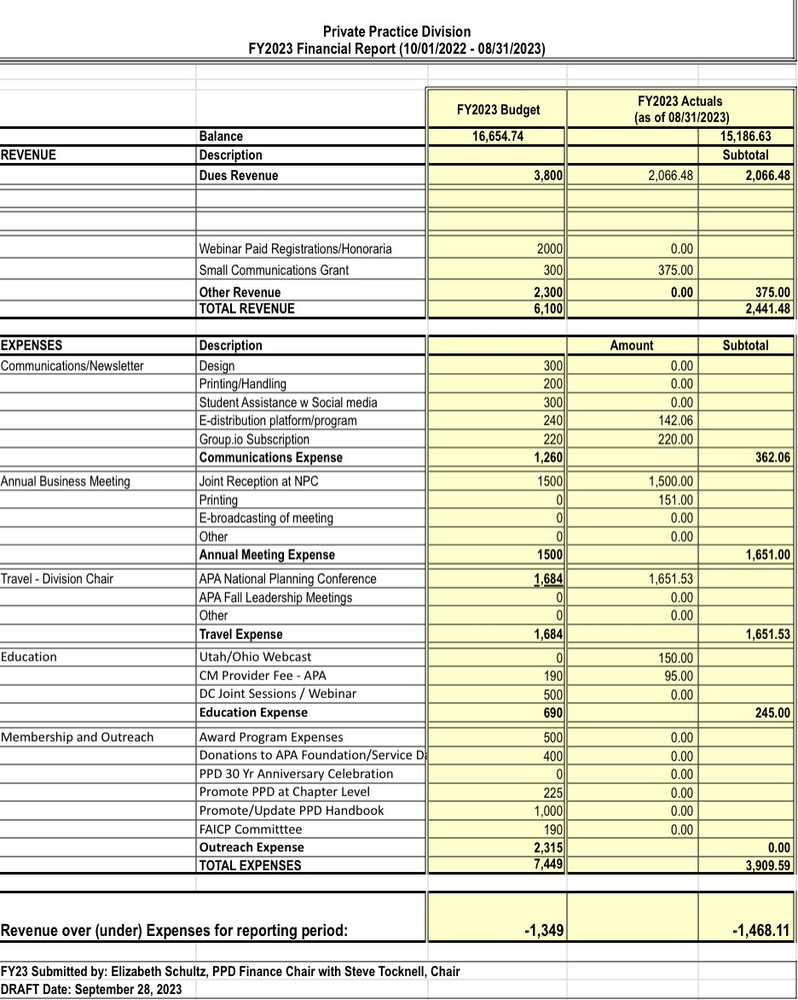 Private Practice Division
FY2023 Financial Report (10/01/2022 - 08/31/2023)
FY2023 Budget FY2023 Actuals
(as of 08/31/2023)
Balance 16,654.74 15,186.63
REVENUE Description Subtotal
Dues Revenue 3,800 2,066.48 2,066.48
Webinar Paid Registrations/Honoraria 2000 0.00
Small Communications Grant 300 375.00
Other Revenue 2,300 0.00 375.00
TOTAL REVENUE 6,100 2,441.48
EXPENSES Description Amount Subtotal
Communications/Newsletter Design 300 0.00
Printing/Handling 200 0.00
Student Assistance w Social media 300 0.00
E-distribution platform/program 240 142.06
Group.io Subscription 220 220.00
Communications Expense 1,260 362.06
Annual Business Meeting Joint Reception at NPC 1500 1,500.00
Printing 0 151.00
E-broadcasting of meeting 0 0.00
Other 0 0.00
Annual Meeting Expense 1500 1,651.00
Travel - Division Chair APA National Planning Conference 1,684 1,651.53
APA Fall Leadership Meetings 0 0.00
Other 0 0.00
Travel Expense 1,684 1,651.53
Education Utah/Ohio Webcast 0 150.00
CM Provider Fee - APA 190 95.00
DC Joint Sessions / Webinar 500 0.00
Education Expense 690 245.00
Membership and Outreach Award Program Expenses 500 0.00
Donations to APA Foundation/Service Da 400 0.00
PPD 30 Yr Anniversary Celebration 0 0.00
Promote PPD at Chapter Level 225 0.00
Promote/Update PPD Handbook 1,000 0.00
FAICP Committtee 190 0.00
Outreach Expense 2,315 0.00
TOTAL EXPENSES 7,449 3,909.59
Revenue over (under) Expenses for reporting period: -1,349 -1,468.11
FY23 Submitted by: Elizabeth Schultz, PPD Finance Chair with Steve Tocknell, Chair
DRAFT Date: September 28, 2023